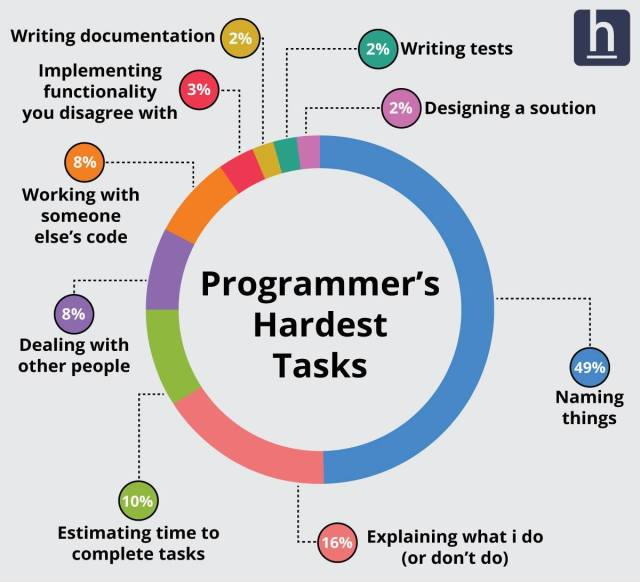 h
Writing documentation
2%
2%
Writing tests
Implementing
functionality
you disagree with
3%
2%
Designing a soution
8%
Working with
someone
else's code
Programmer's
Hardest
Tasks
8%
Dealing with
other people
49%
Naming
things
10%
Estimating time to
complete tasks
16%
Explaining what i do
(or don't do)